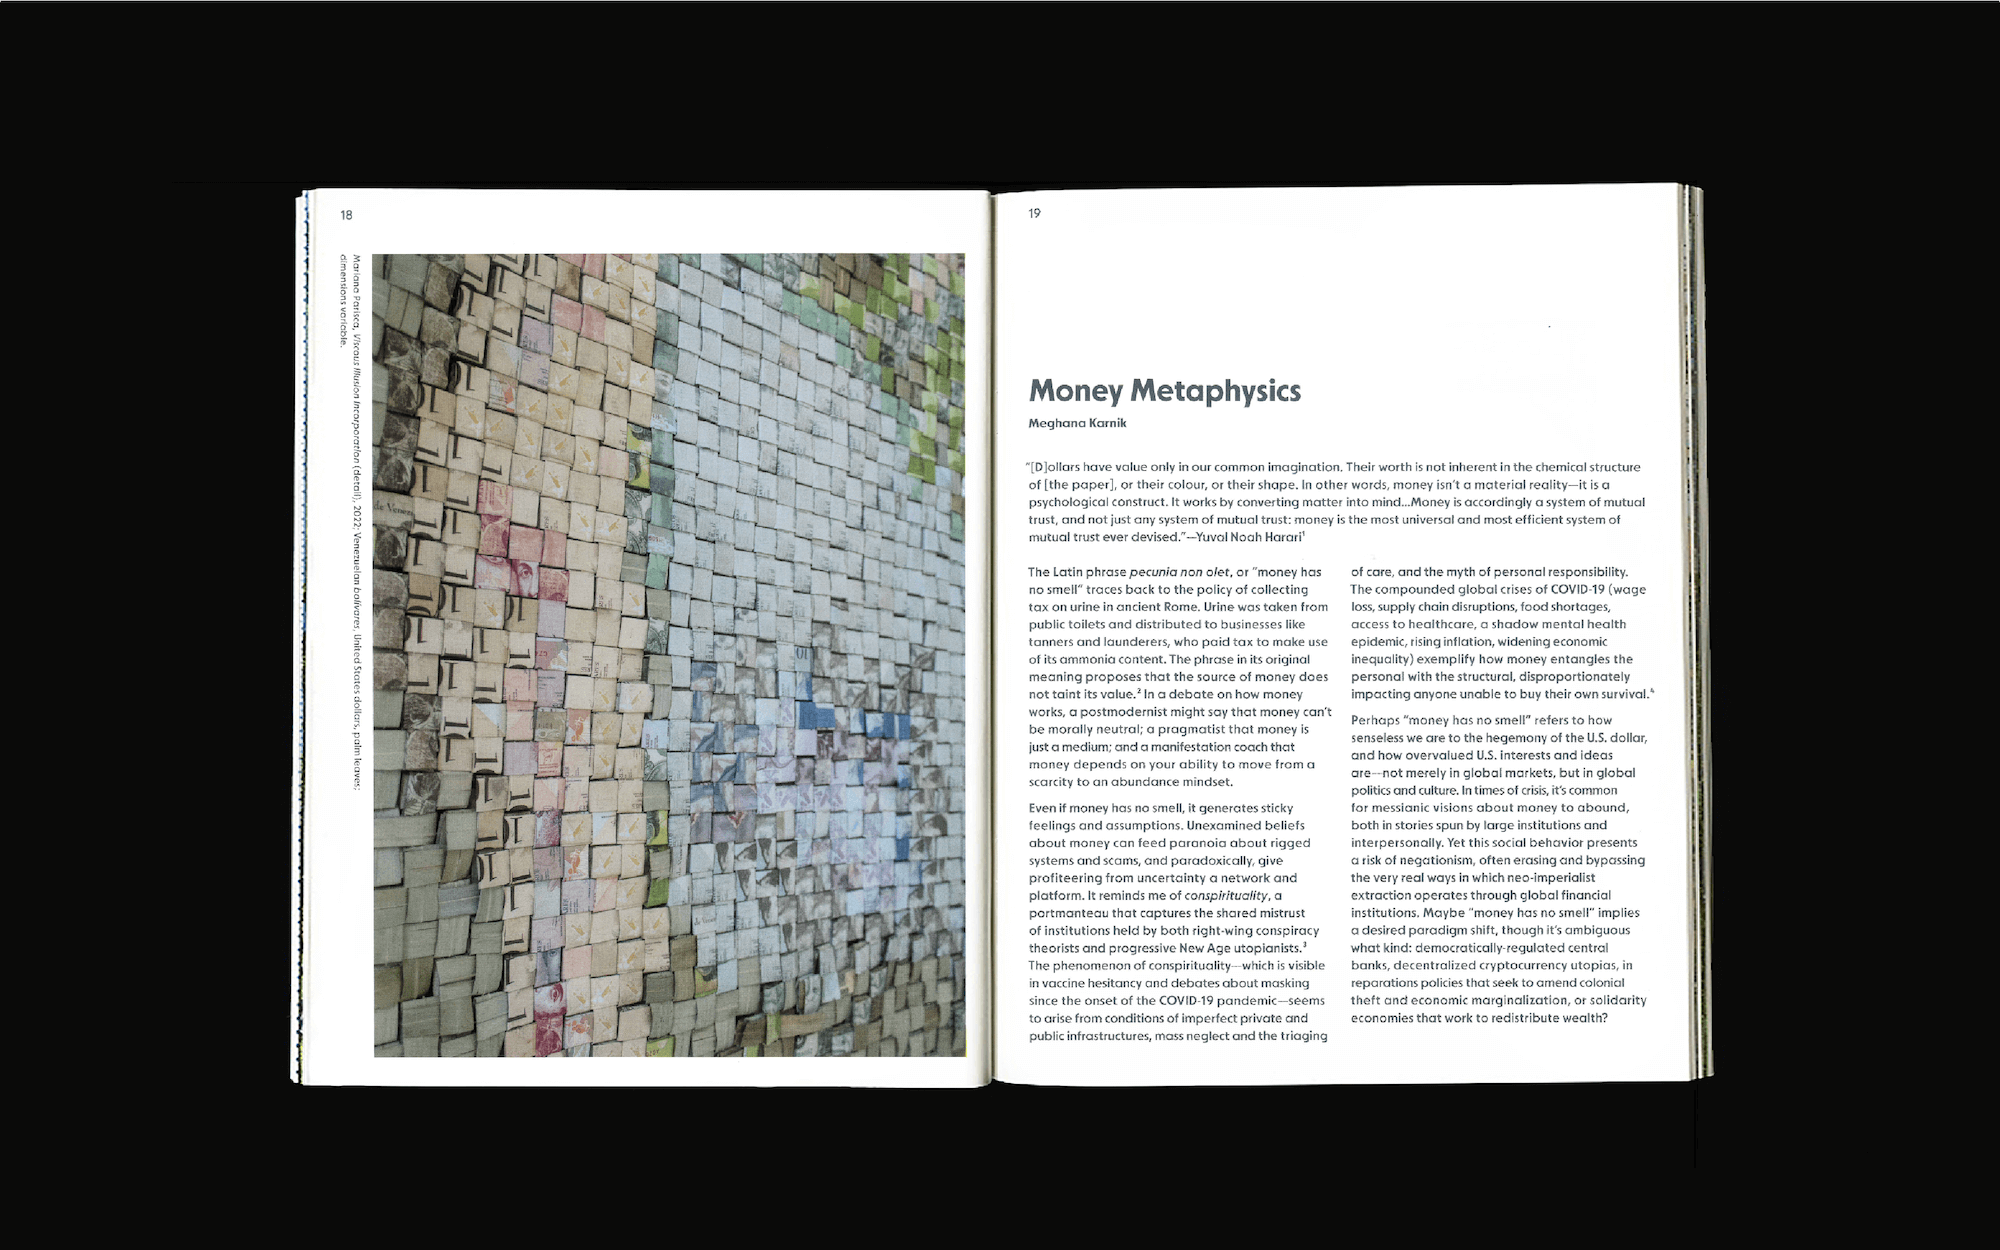 18
Mariana Parisca, Viscous Illusion Incorporation (detail), 2022; Venezuelan bolívares, United States dollars, palm leaves;
dimensions variable.
de Venez
19
Money Metaphysics
Meghana Karnik
“[D]ollars have value only in our common imagination. Their worth is not inherent in the chemical structure
of [the paper], or their colour, or their shape. In other words, money isn’t a material reality—it is a
psychological construct. It works by converting matter into mind...Money is accordingly a system of mutual
trust, and not just any system of mutual trust: money is the most universal and most efficient system of
mutual trust ever devised.”—Yuval Noah Harari¹
The Latin phrase pecunia non olet, or “money has
no smell” traces back to the policy of collecting
tax on urine in ancient Rome. Urine was taken from
public toilets and distributed to businesses like
tanners and launderers, who paid tax to make use
of its ammonia content. The phrase in its original
meaning proposes that the source of money does
not taint its value.² In a debate on how money
works, a postmodernist might say that money can’t
be morally neutral; a pragmatist that money is
just a medium; and a manifestation coach that
money depends on your ability to move from a
scarcity to an abundance mindset.
Even if money has no smell, it generates sticky
feelings and assumptions. Unexamined beliefs
about money can feed paranoia about rigged
systems and scams, and paradoxically, give
profiteering from uncertainty a network and
platform. It reminds me of conspirituality, a
portmanteau that captures the shared mistrust
of institutions held by both right-wing conspiracy
theorists and progressive New Age utopianists.³
The phenomenon of conspirituality—which is visible
in vaccine hesitancy and debates about masking
since the onset of the COVID-19 pandemic—seems
to arise from conditions of imperfect private and
public infrastructures, mass neglect and the triaging
of care, and the myth of personal responsibility.
The compounded global crises of COVID-19 (wage
loss, supply chain disruptions, food shortages,
access to healthcare, a shadow mental health
epidemic, rising inflation, widening economic
inequality) exemplify how money entangles the
personal with the structural, disproportionately
impacting anyone unable to buy their own survival.⁴
Perhaps “money has no smell” refers to how
senseless we are to the hegemony of the U.S. dollar,
and how overvalued U.S. interests and ideas
are—not merely in global markets, but in global
politics and culture. In times of crisis, it’s common
for messianic visions about money to abound,
both in stories spun by large institutions and
interpersonally. Yet this social behavior presents
a risk of negationism, often erasing and bypassing
the very real ways in which neo-imperialist
extraction operates through global financial
institutions. Maybe “money has no smell” implies
a desired paradigm shift, though it’s ambiguous
what kind: democratically-regulated central
banks, decentralized cryptocurrency utopias, in
reparations policies that seek to amend colonial
theft and economic marginalization, or solidarity
economies that work to redistribute wealth?